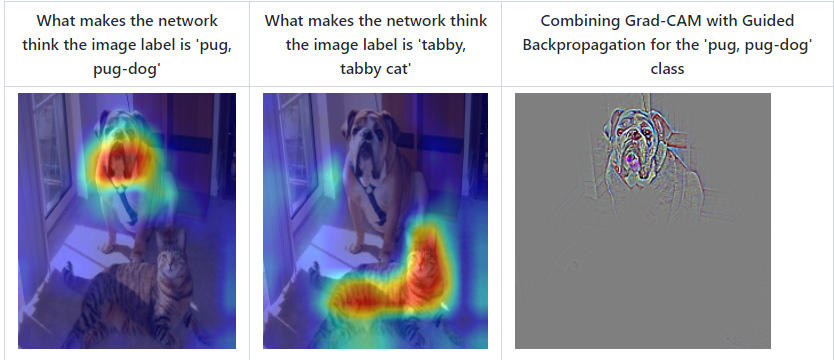 What makes the network
think the image label is 'pug,
pug-dog'
What makes the network think
the image label is 'tabby,
tabby cat'
Combining Grad-CAM with Guided
Backpropagation for the 'pug, pug-dog'
class